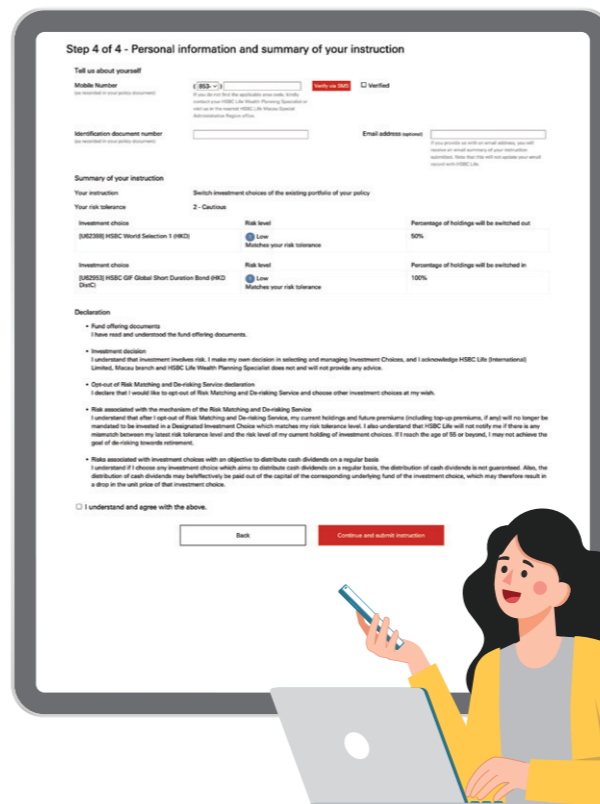 Step 4 of 4 - Personal information and summary of your instruction
Tell us about yourself
Mobile Number
(as recorded in your policy document)
( 853- )
Verify via SMS
Verified
If you do not find the applicable area code, kindly
contact your HSBC Life Wealth Planning Specialist or
visit us in the nearest HSBC Life Macau Special
Administrative Region office.
Identification document number
(as recorded in your policy document)
Email address (optional)
If you provide us with an email address, you will
receive an email summary of your instruction
submitted. Note that this will not update your email
record with HSBC Life.
Summary of your instruction
Your instruction Switch investment choices of the existing portfolio of your policy
Your risk tolerance 2 - Cautious
Investment choice Risk level Percentage of holdings will be switched out
[U62399] HSBC World Selection 1 (HKD) Low 50%
Matches your risk tolerance
Investment choice Risk level Percentage of holdings will be switched in
[U62953] HSBC GIF Global Short Duration Bond (HKD Low 100%
DistC) Matches your risk tolerance
Declaration
• Fund offering documents
I have read and understood the fund offering documents.
• Investment decision
I understand that investment involves risk. I make my own decision in selecting and managing Investment Choices, and I acknowledge HSBC Life (International)
Limited, Macau branch and HSBC Life Wealth Planning Specialist does not and will not provide any advice.
• Opt-out of Risk Matching and De-risking Service declaration
I declare that I would like to opt-out of Risk Matching and De-risking Service and choose other investment choices at my wish.
• Risk associated with the mechanism of the Risk Matching and De-risking Service
I understand that after I opt-out of Risk Matching and De-risking Service, my current holdings and future premiums (including top-up premiums, if any) will no longer be
mandated to be invested in a Designated Investment Choice which matches my risk tolerance level. I also understand that HSBC Life will not notify me if there is any
mismatch between my latest risk tolerance level and the risk level of my current holding of investment choices. If I reach the age of 55 or beyond, I may not achieve the
goal of de-risking towards retirement.
• Risks associated with investment choices with an objective to distribute cash dividends on a regular basis
I understand if I choose any investment choice which aims to distribute cash dividends on a regular basis, the distribution of cash dividends is not guaranteed. Also, the
distribution of cash dividends may be/effectively be paid out of the capital of the corresponding underlying fund of the investment choice, which may therefore result in
a drop in the unit price of that investment choice.
I understand and agree with the above.
Back
Continue and submit instruction